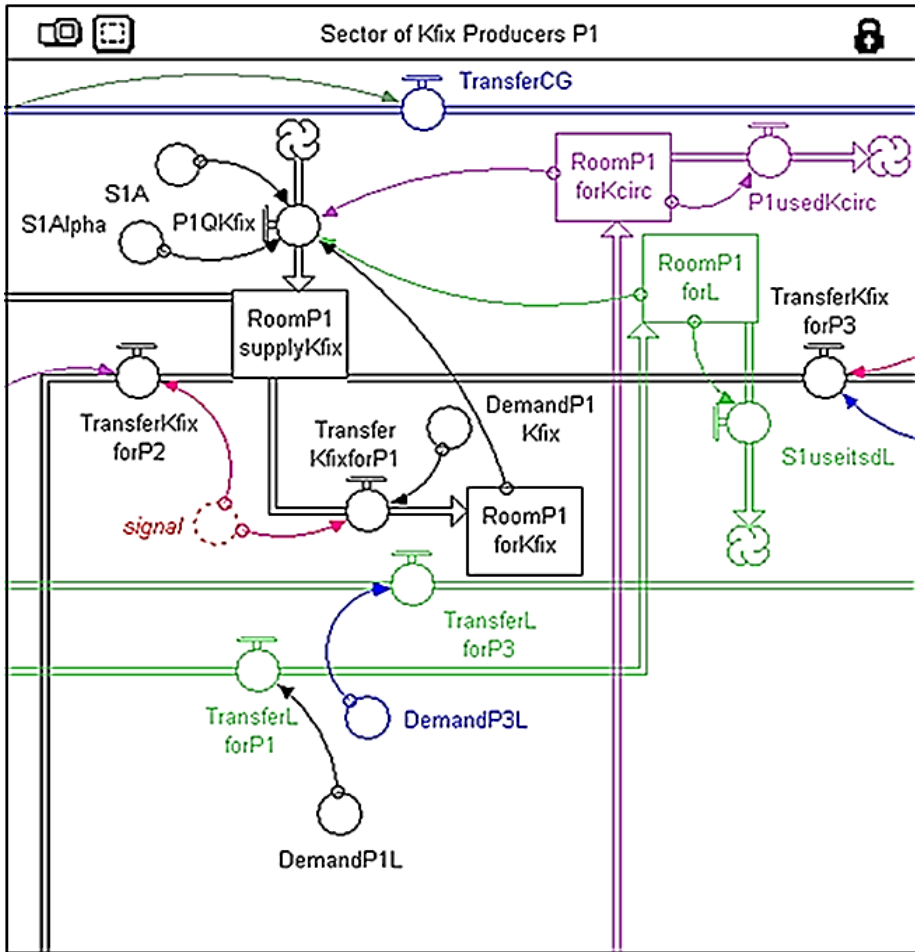 Sector of Kfix Producers P1
TransferCG
RoomP1
forKcirc
P1usedKcirc
S1A
S1Alpha
P1QKfix
RoomP1
forL
TransferKfix
forP3
RoomP1
supplyKfix
TransferKfix
forP2
Transfer
KfixforP1
DemandP1
Kfix
S1useitsdL
signal
RoomP1
forKfix
TransferL
forP3
TransferL
forP1
DemandP3L
DemandP1L